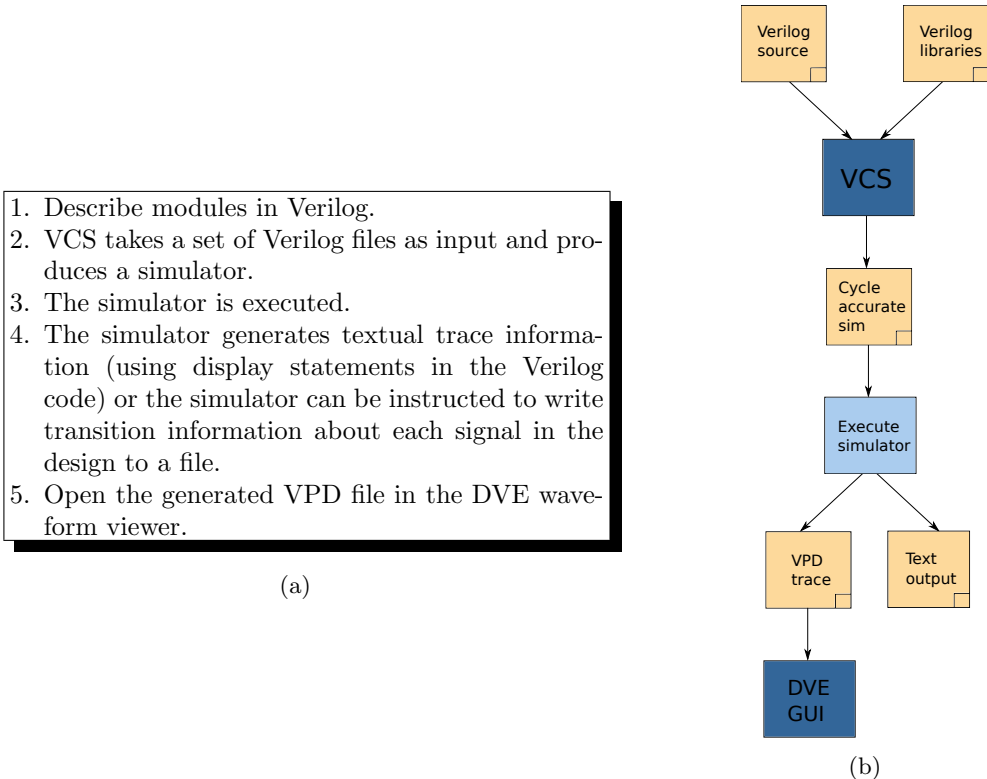 1. Describe modules in Verilog.
2. VCS takes a set of Verilog files as input and pro-
duces a simulator.
3. The simulator is executed.
4. The simulator generates textual trace informa-
tion (using display statements in the Verilog
code) or the simulator can be instructed to write
transition information about each signal in the
design to a file.
5. Open the generated VPD file in the DVE wave-
form viewer.
(a)
Verilog
source
Verilog
libraries
VCS
Cycle
accurate
sim
Execute
simulator
VPD
trace
Text
output
DVE
GUI
(b)